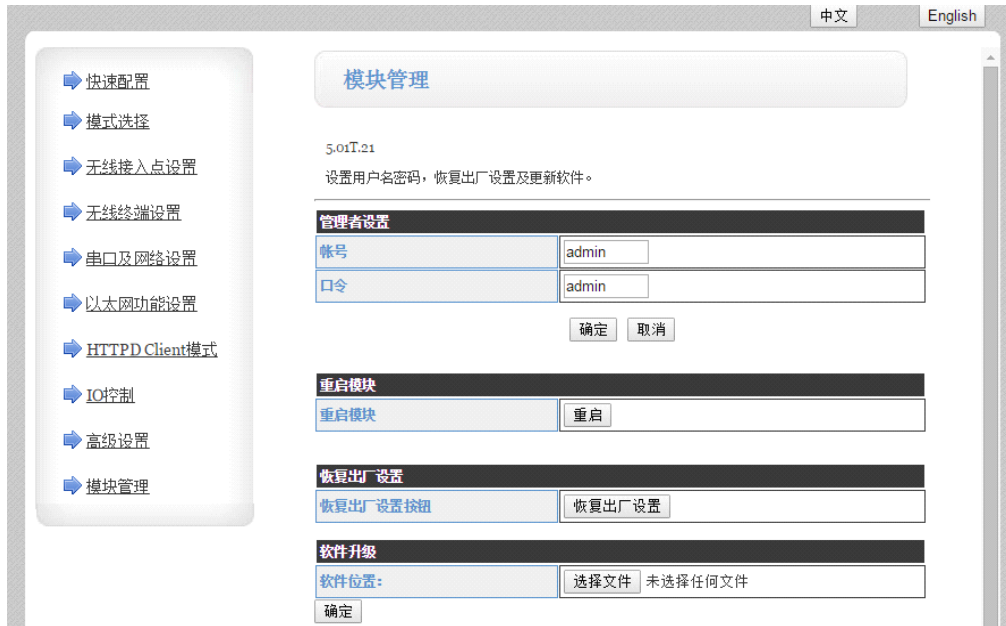 中文
English
快速配置
模式选择
无线接入点设置
无线终端设置
串口及网络设置
以太网功能设置
HTTPD Client模式
IO控制
高级设置
模块管理
模块管理
5.01T.21
设置用户名密码，恢复出厂设置及更新软件。
管理者设置
帐号 admin
口令 admin
确定 取消
重启模块
重启模块 重启
恢复出厂设置
恢复出厂设置按钮 恢复出厂设置
软件升级
软件位置: 选择文件 未选择任何文件
确定